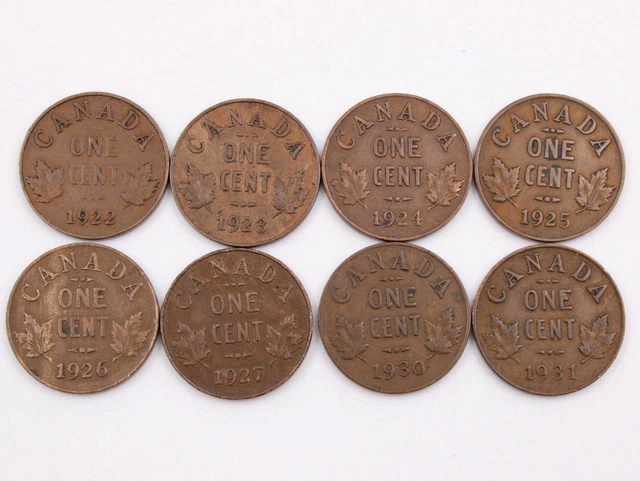 CANADA
ONE
CENT
1922
CANADA
ONE
CENT
1923
CANADA
ONE
CENT
1924
CANADA
ONE
CENT
1925
CANADA
ONE
CENT
1926
CANADA
ONE
CENT
1927
CANADA
ONE
CENT
1930
CANADA
ONE
CENT
1931